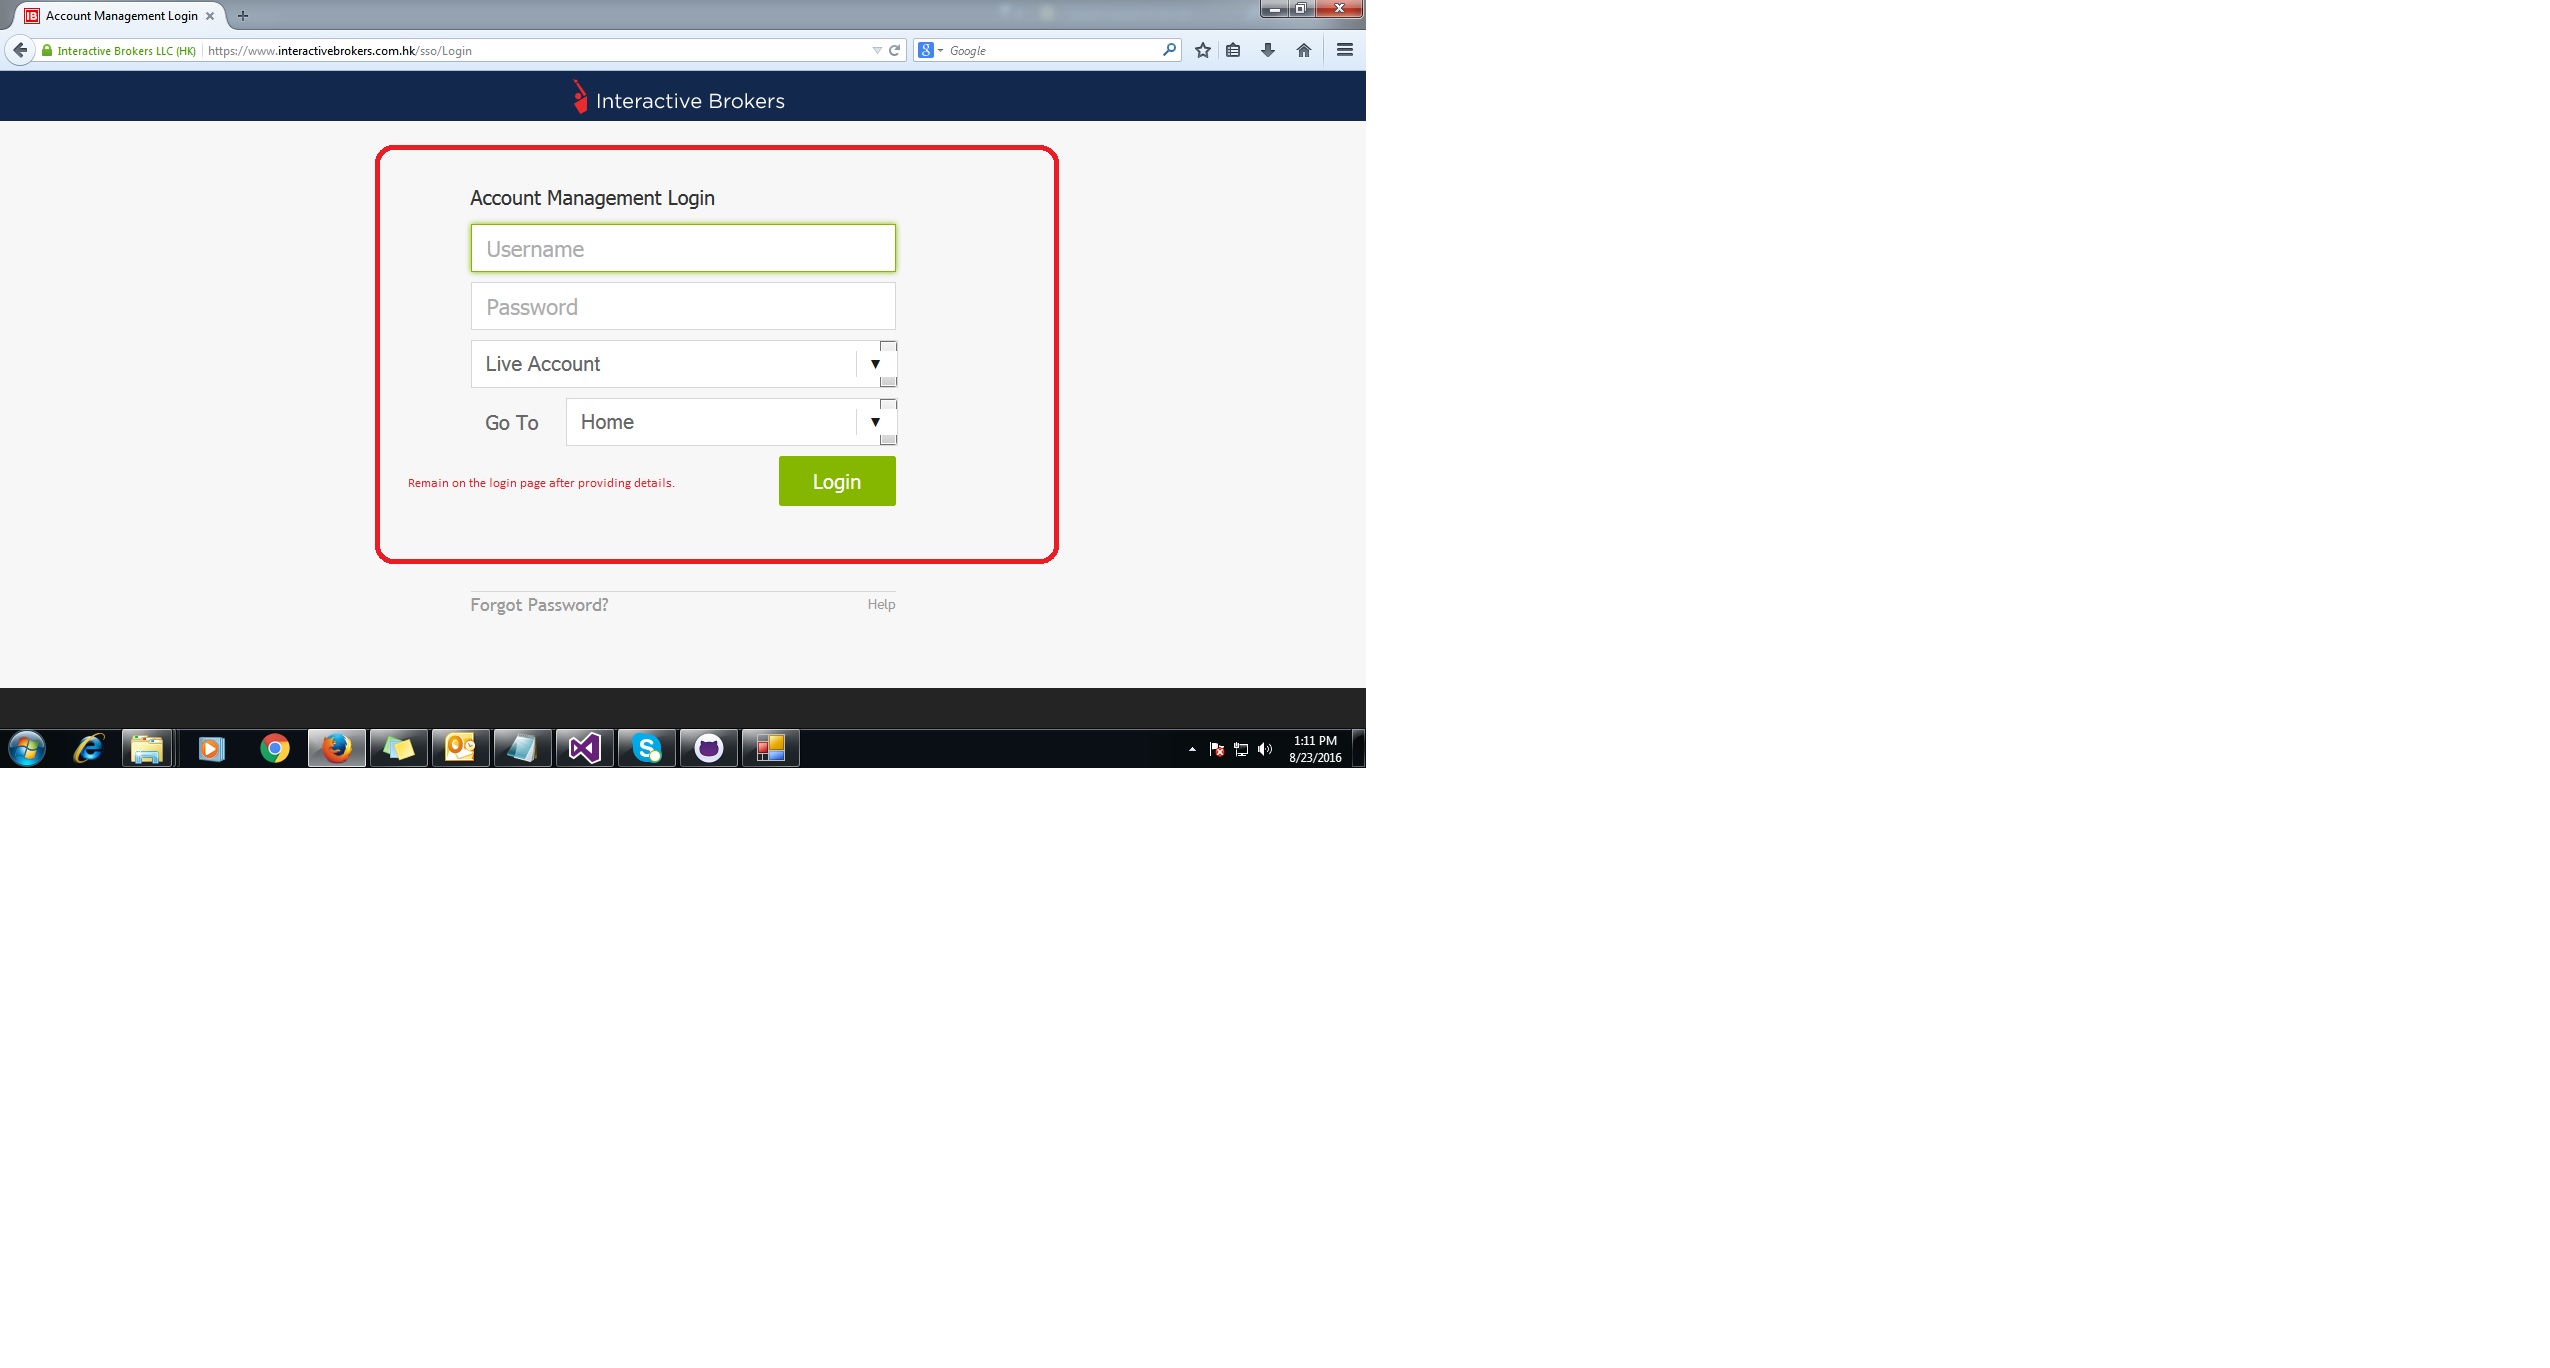 Account Management Login
Interactive Brokers LLC (HK) https://www.interactivebrokers.com.hk/sso/Login
Google
Interactive Brokers
Account Management Login
Username
Password
Live Account
Go To Home
Remain on the login page after providing details.
Login
Forgot Password? Help
1:11 PM
8/23/2016